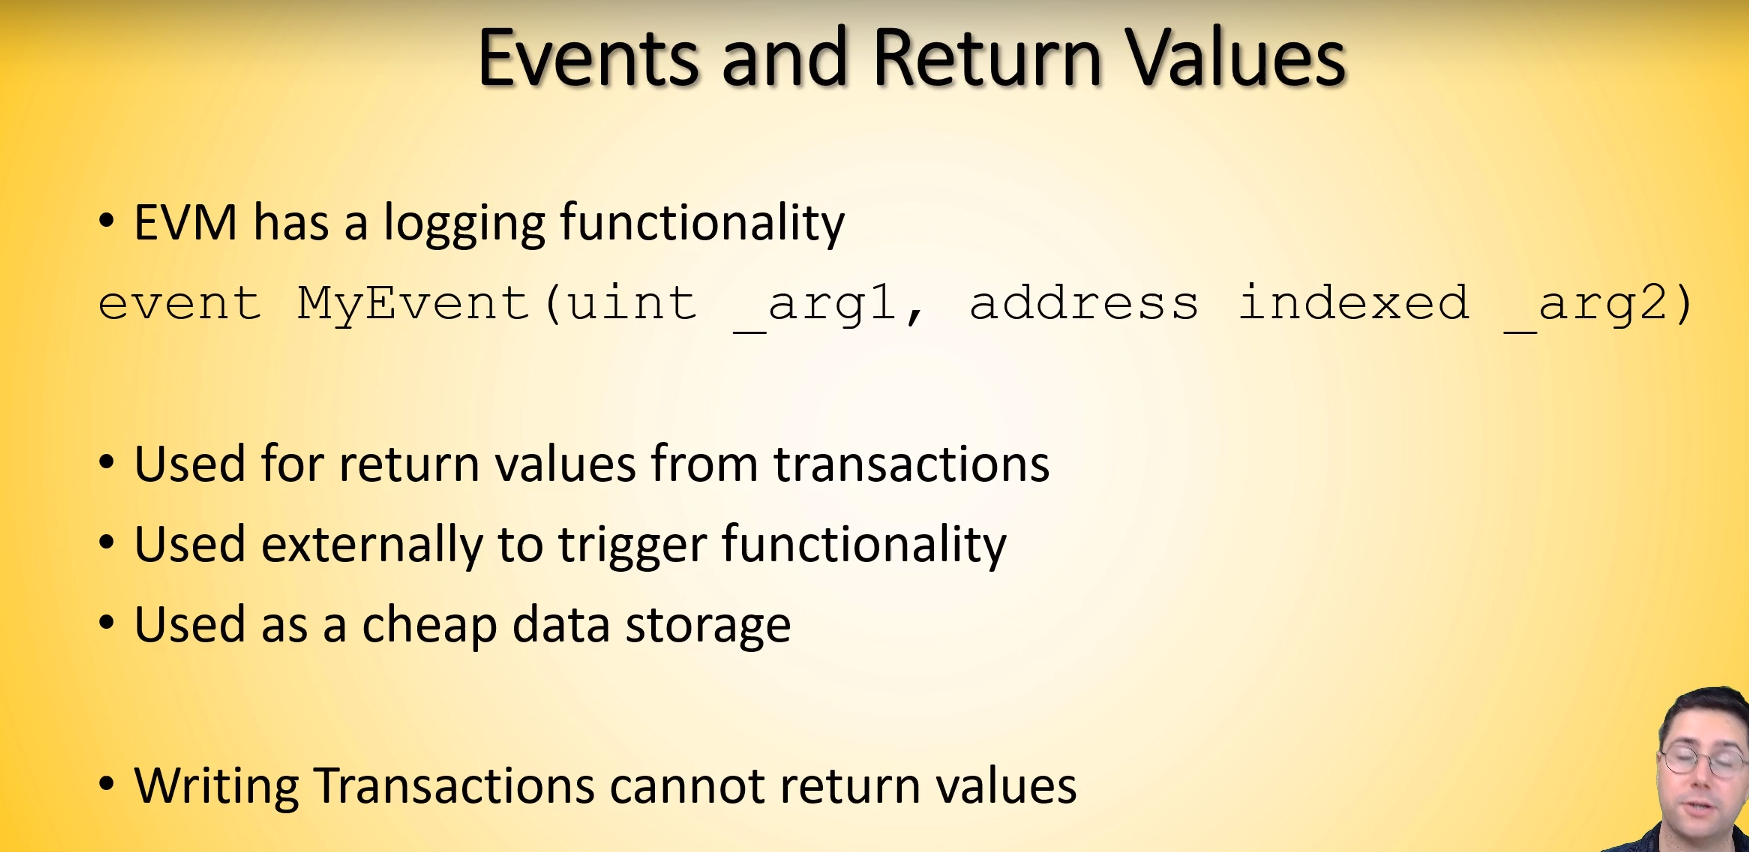 Events and Return Values
• EVM has a logging functionality
event MyEvent(uint _arg1, address indexed _arg2)
• Used for return values from transactions
• Used externally to trigger functionality
• Used as a cheap data storage
• Writing Transactions cannot return values